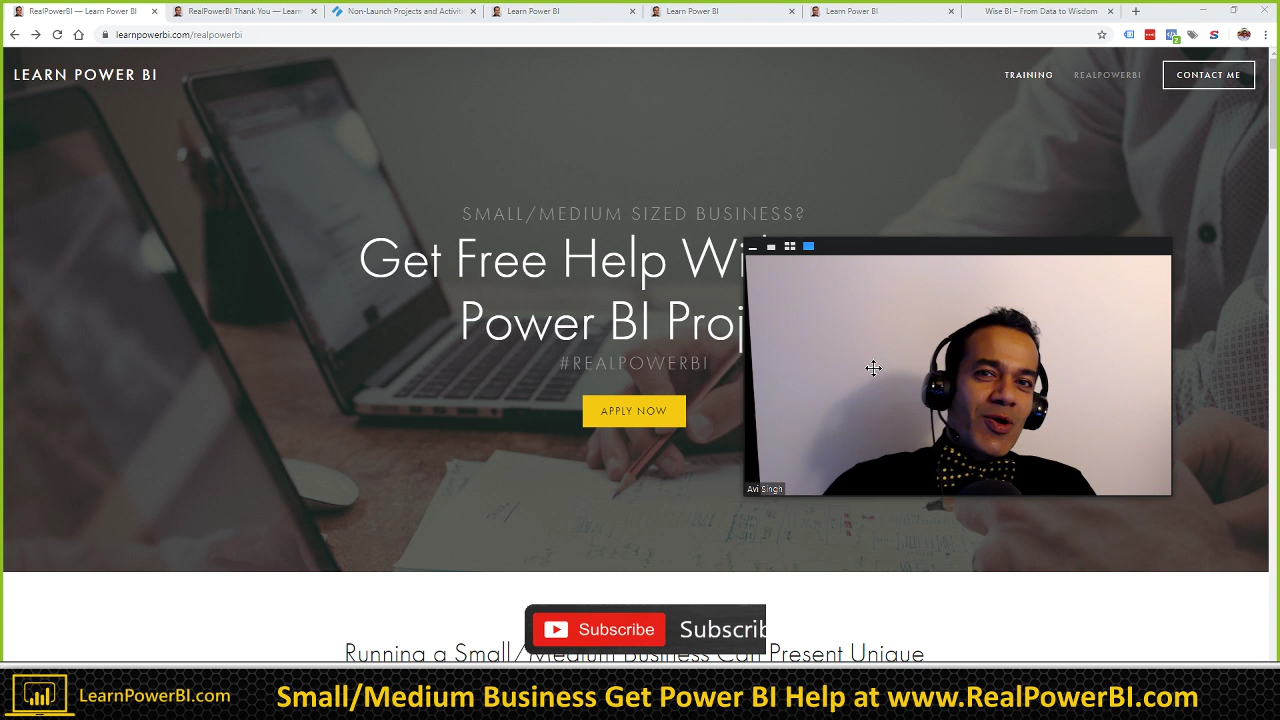 RealPowerBI — Learn Power BI
RealPowerBI Thank You — Learn
Non-Launch Projects and Activit
Learn Power BI
Learn Power BI
Learn Power BI
Wise BI – From Data to Wisdom
learnpowerbi.com/realpowerbi
LEARN POWER BI
TRAINING
REALPOWERBI
CONTACT ME
SMALL/MEDIUM SIZED BUSINESS?
Get Free Help Wi
Power BI Proj
#REALPOWERBI
APPLY NOW
Avi Singh
Subscribe
Subscrib
Running a Small/Medium Business Can Present Unique
LearnPowerBI.com
Small/Medium Business Get Power BI Help at www.RealPowerBI.com